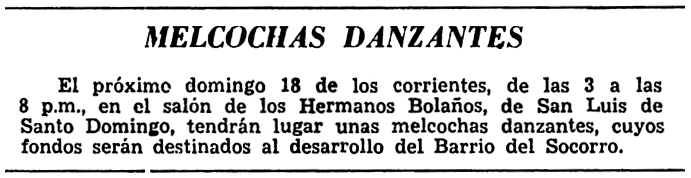 MELCOCHAS DANZANTES
El próximo domingo 18 de los corrientes, de las 3 a las
8 p.m., en el salón de los Hermanos Bolaños, de San Luis de
Santo Domingo, tendrán lugar unas melcochas danzantes, cuyos
fondos serán destinados al desarrollo del Barrio del Socorro.